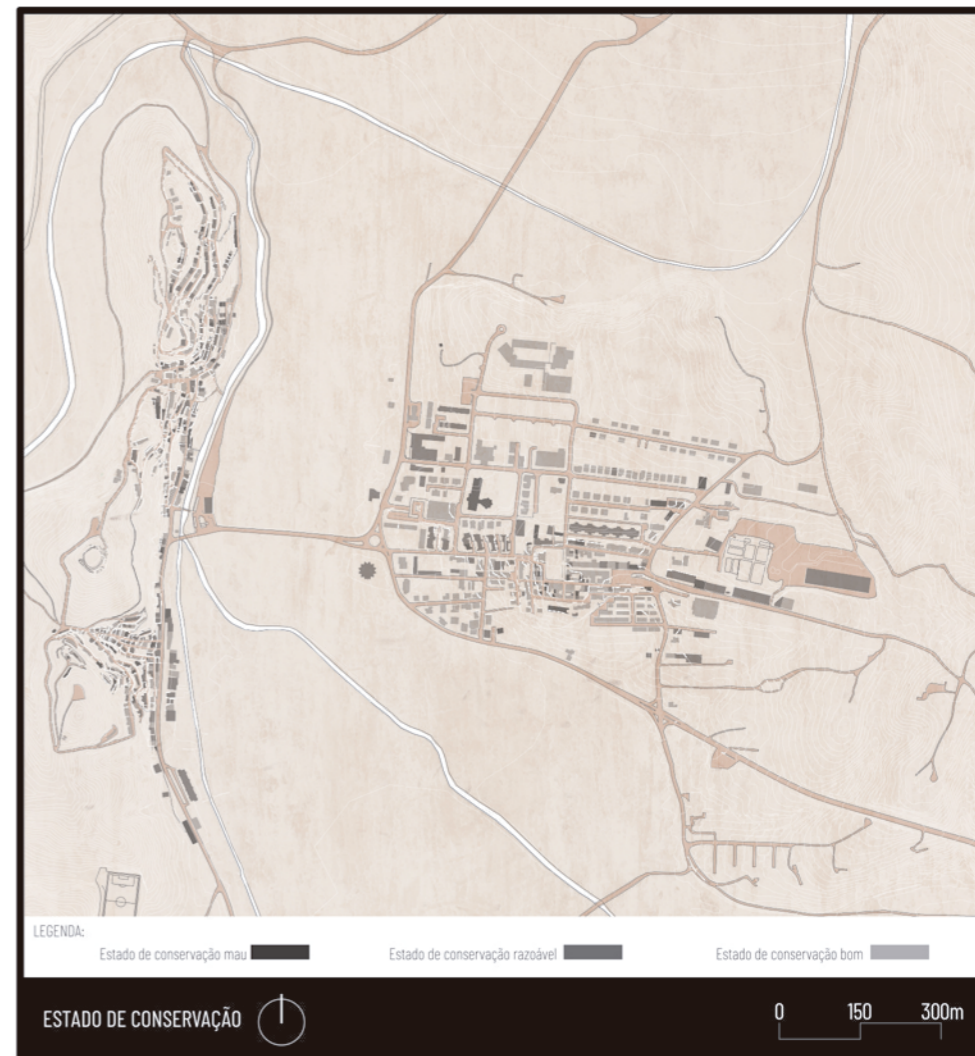 LEGENDA:
Estado de conservação mau
Estado de conservação razoável
Estado de conservação bom
ESTADO DE CONSERVAÇÃO
0 150 300m